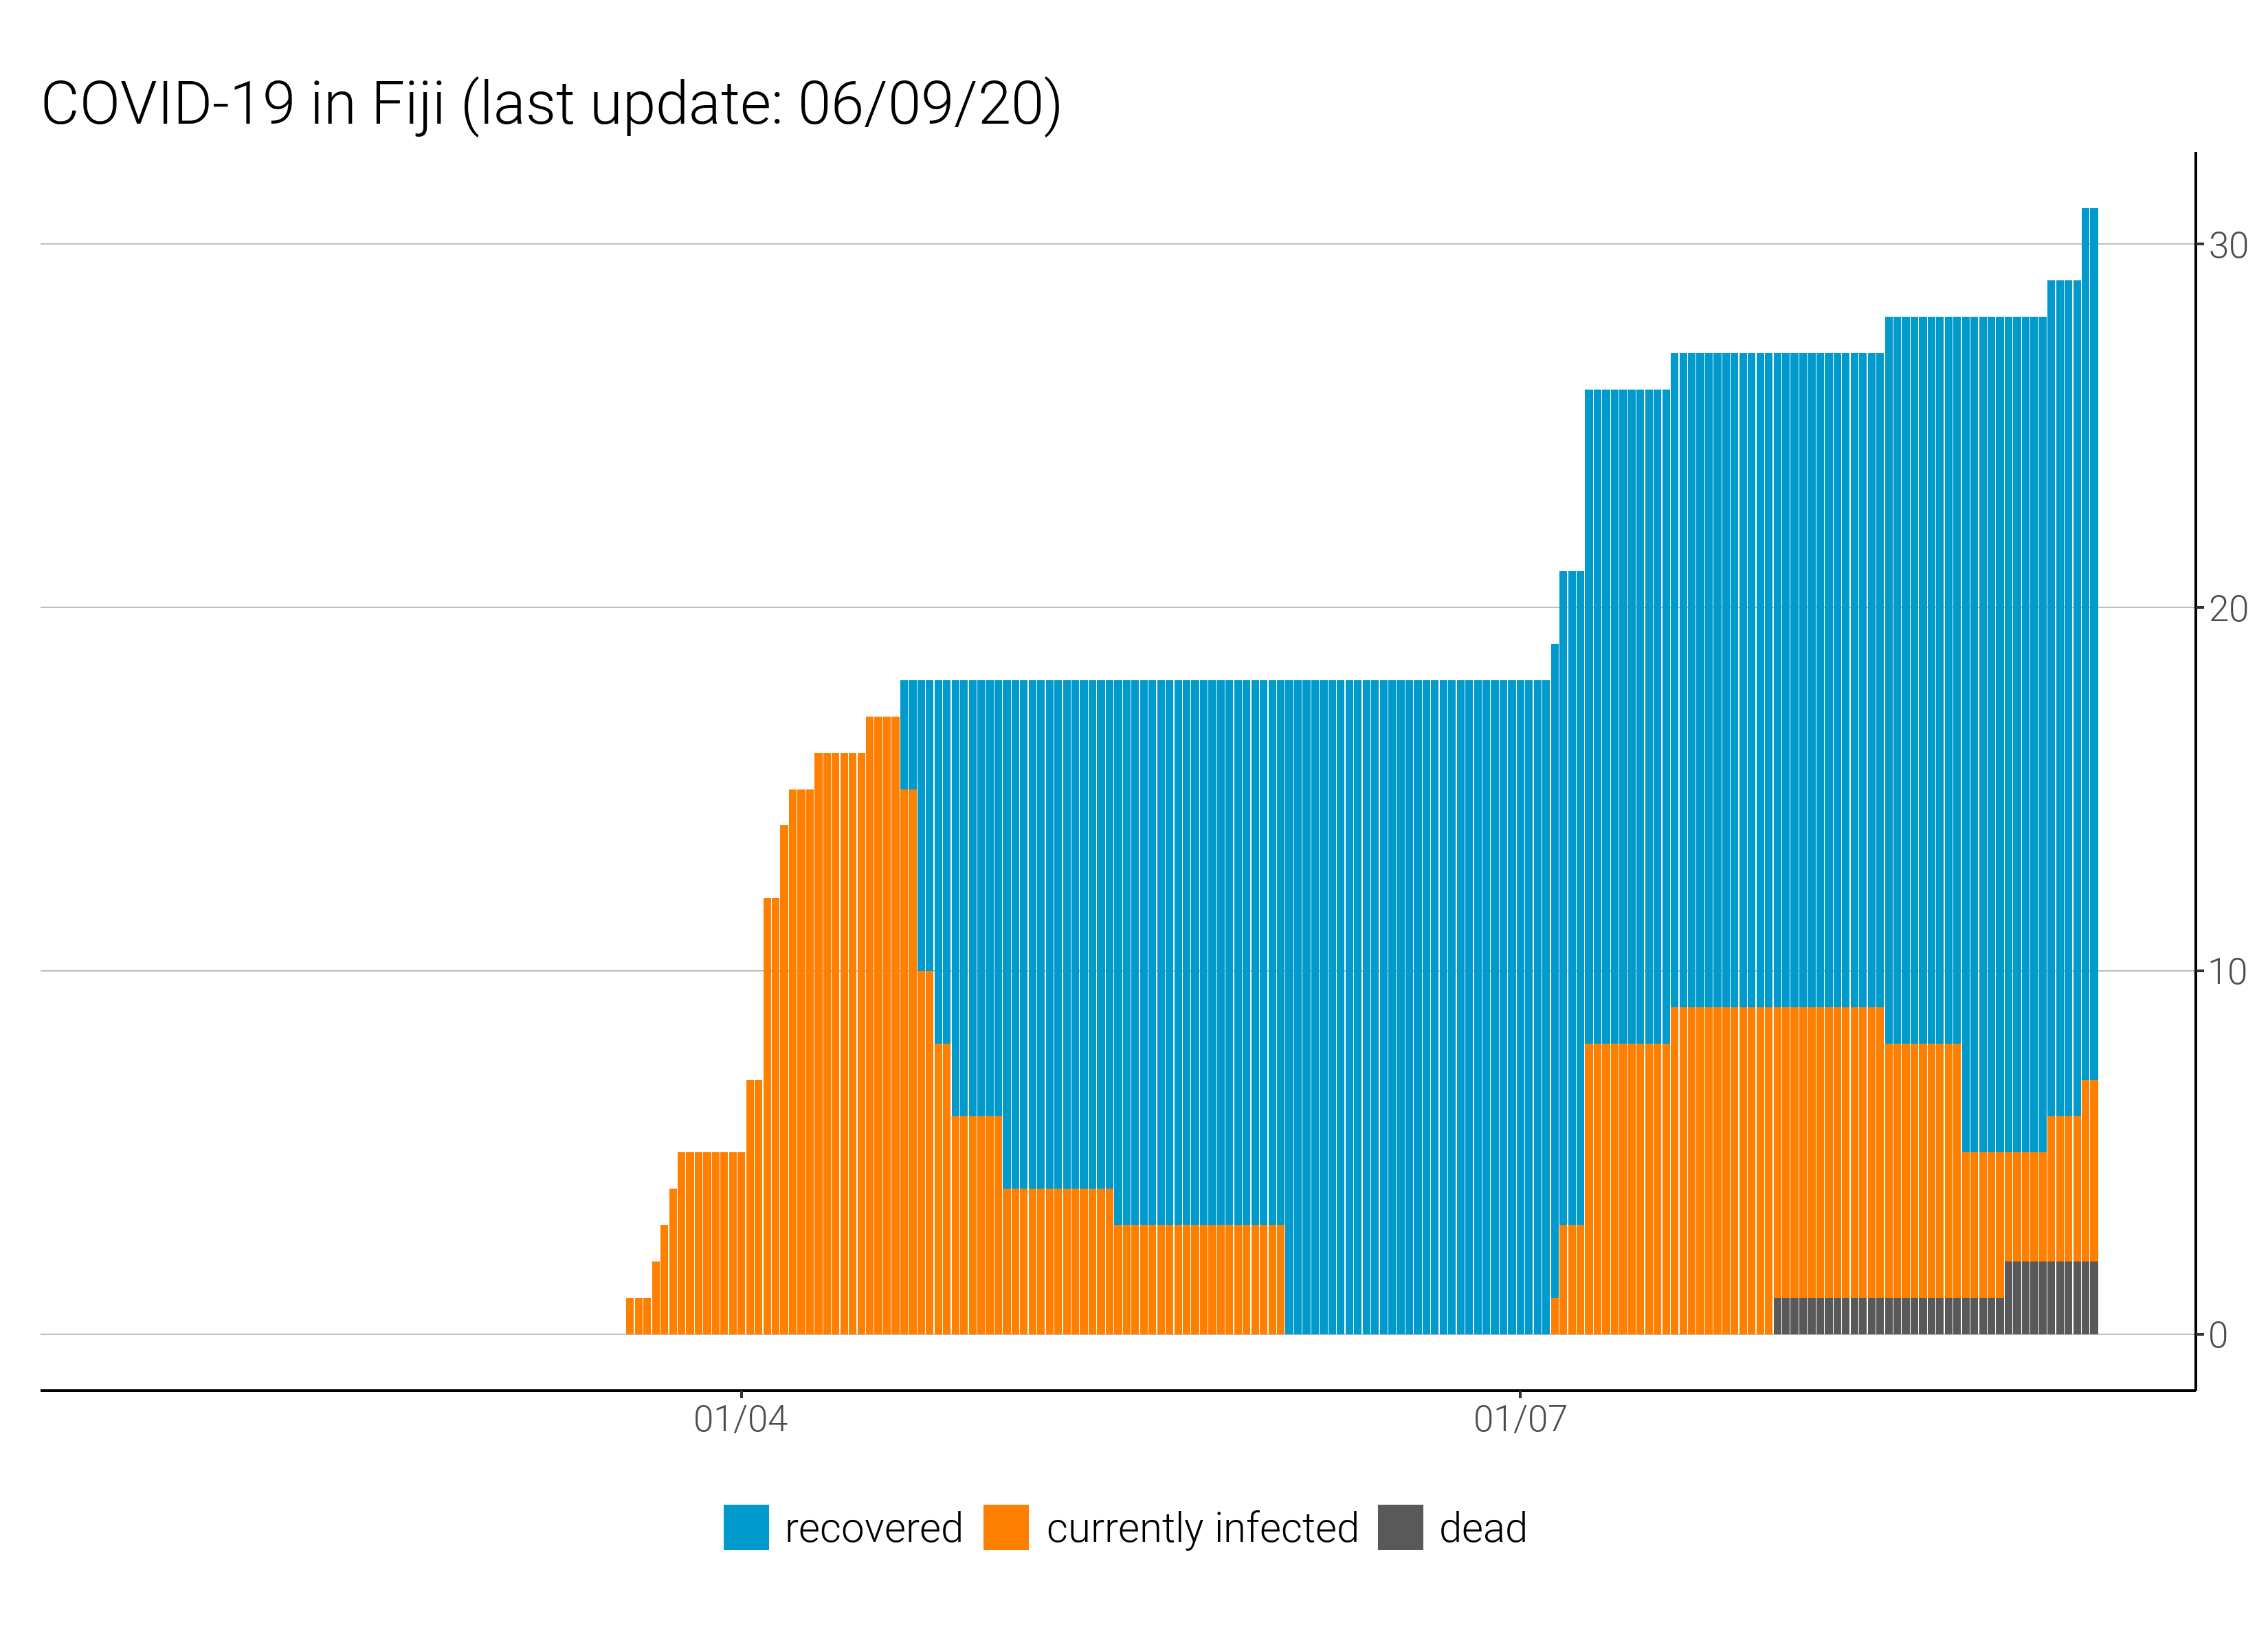 COVID-19 in Fiji (last update: 06/09/20)
30
20
10
0
01/04 01/07
recovered currently infected dead